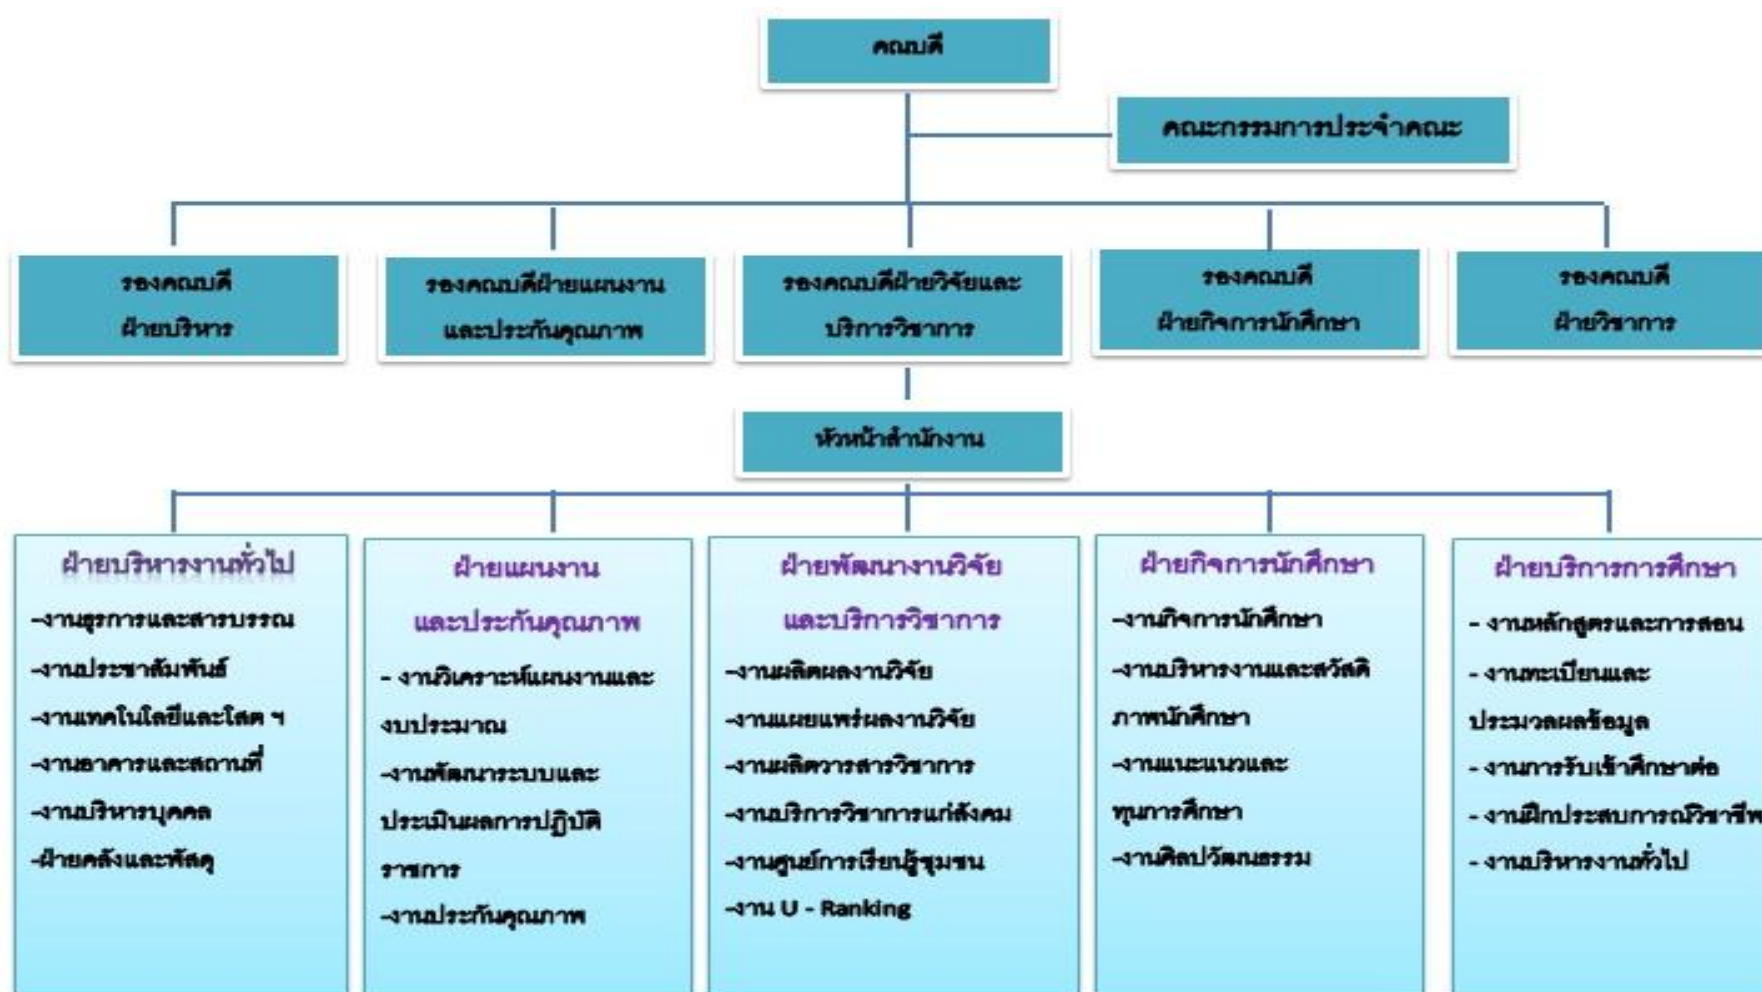 คณบดี
คณะกรรมการประจำคณะ
รองคณบดี
ฝ่ายบริหาร
รองคณบดีฝ่ายแผนงาน
และประกันคุณภาพ
รองคณบดีฝ่ายวิจัยและ
บริการวิชาการ
รองคณบดี
ฝ่ายกิจการนักศึกษา
รองคณบดี
ฝ่ายวิชาการ
หัวหน้าสำนักงาน
ฝ่ายบริหารงานทั่วไป
-งานธุรการและสารบรรณ
-งานประชาสัมพันธ์
-งานเทคโนโลยีและโสต ฯ
-งานอาคารและสถานที่
-งานบริหารบุคคล
-ฝ่ายคลังและพัสดุ
ฝ่ายแผนงาน
และประกันคุณภาพ
- งานวิเคราะห์แผนงานและ
งบประมาณ
-งานพัฒนาระบบและ
ประเมินผลการปฏิบัติ
ราชการ
-งานประกันคุณภาพ
ฝ่ายพัฒนางานวิจัย
และบริการวิชาการ
-งานผลิตผลงานวิจัย
-งานเผยแพร่ผลงานวิจัย
-งานผลิตวารสารวิชาการ
-งานบริการวิชาการแก่สังคม
-งานศูนย์การเรียนรู้ชุมชน
-งาน U - Ranking
ฝ่ายกิจการนักศึกษา
-งานกิจการนักศึกษา
-งานบริหารงานและสวัสดิ
ภาพนักศึกษา
-งานแนะแนวและ
ทุนการศึกษา
-งานศิลปวัฒนธรรม
ฝ่ายบริการการศึกษา
- งานหลักสูตรและการสอน
- งานทะเบียนและ
ประมวลผลข้อมูล
- งานการรับเข้าศึกษาต่อ
- งานฝึกประสบการณ์วิชาชีพ
- งานบริหารงานทั่วไป